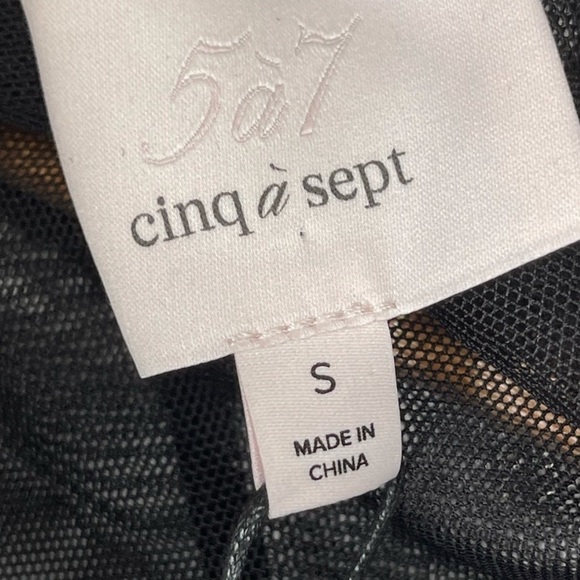 5à7
cinq à sept
S
MADE IN
CHINA